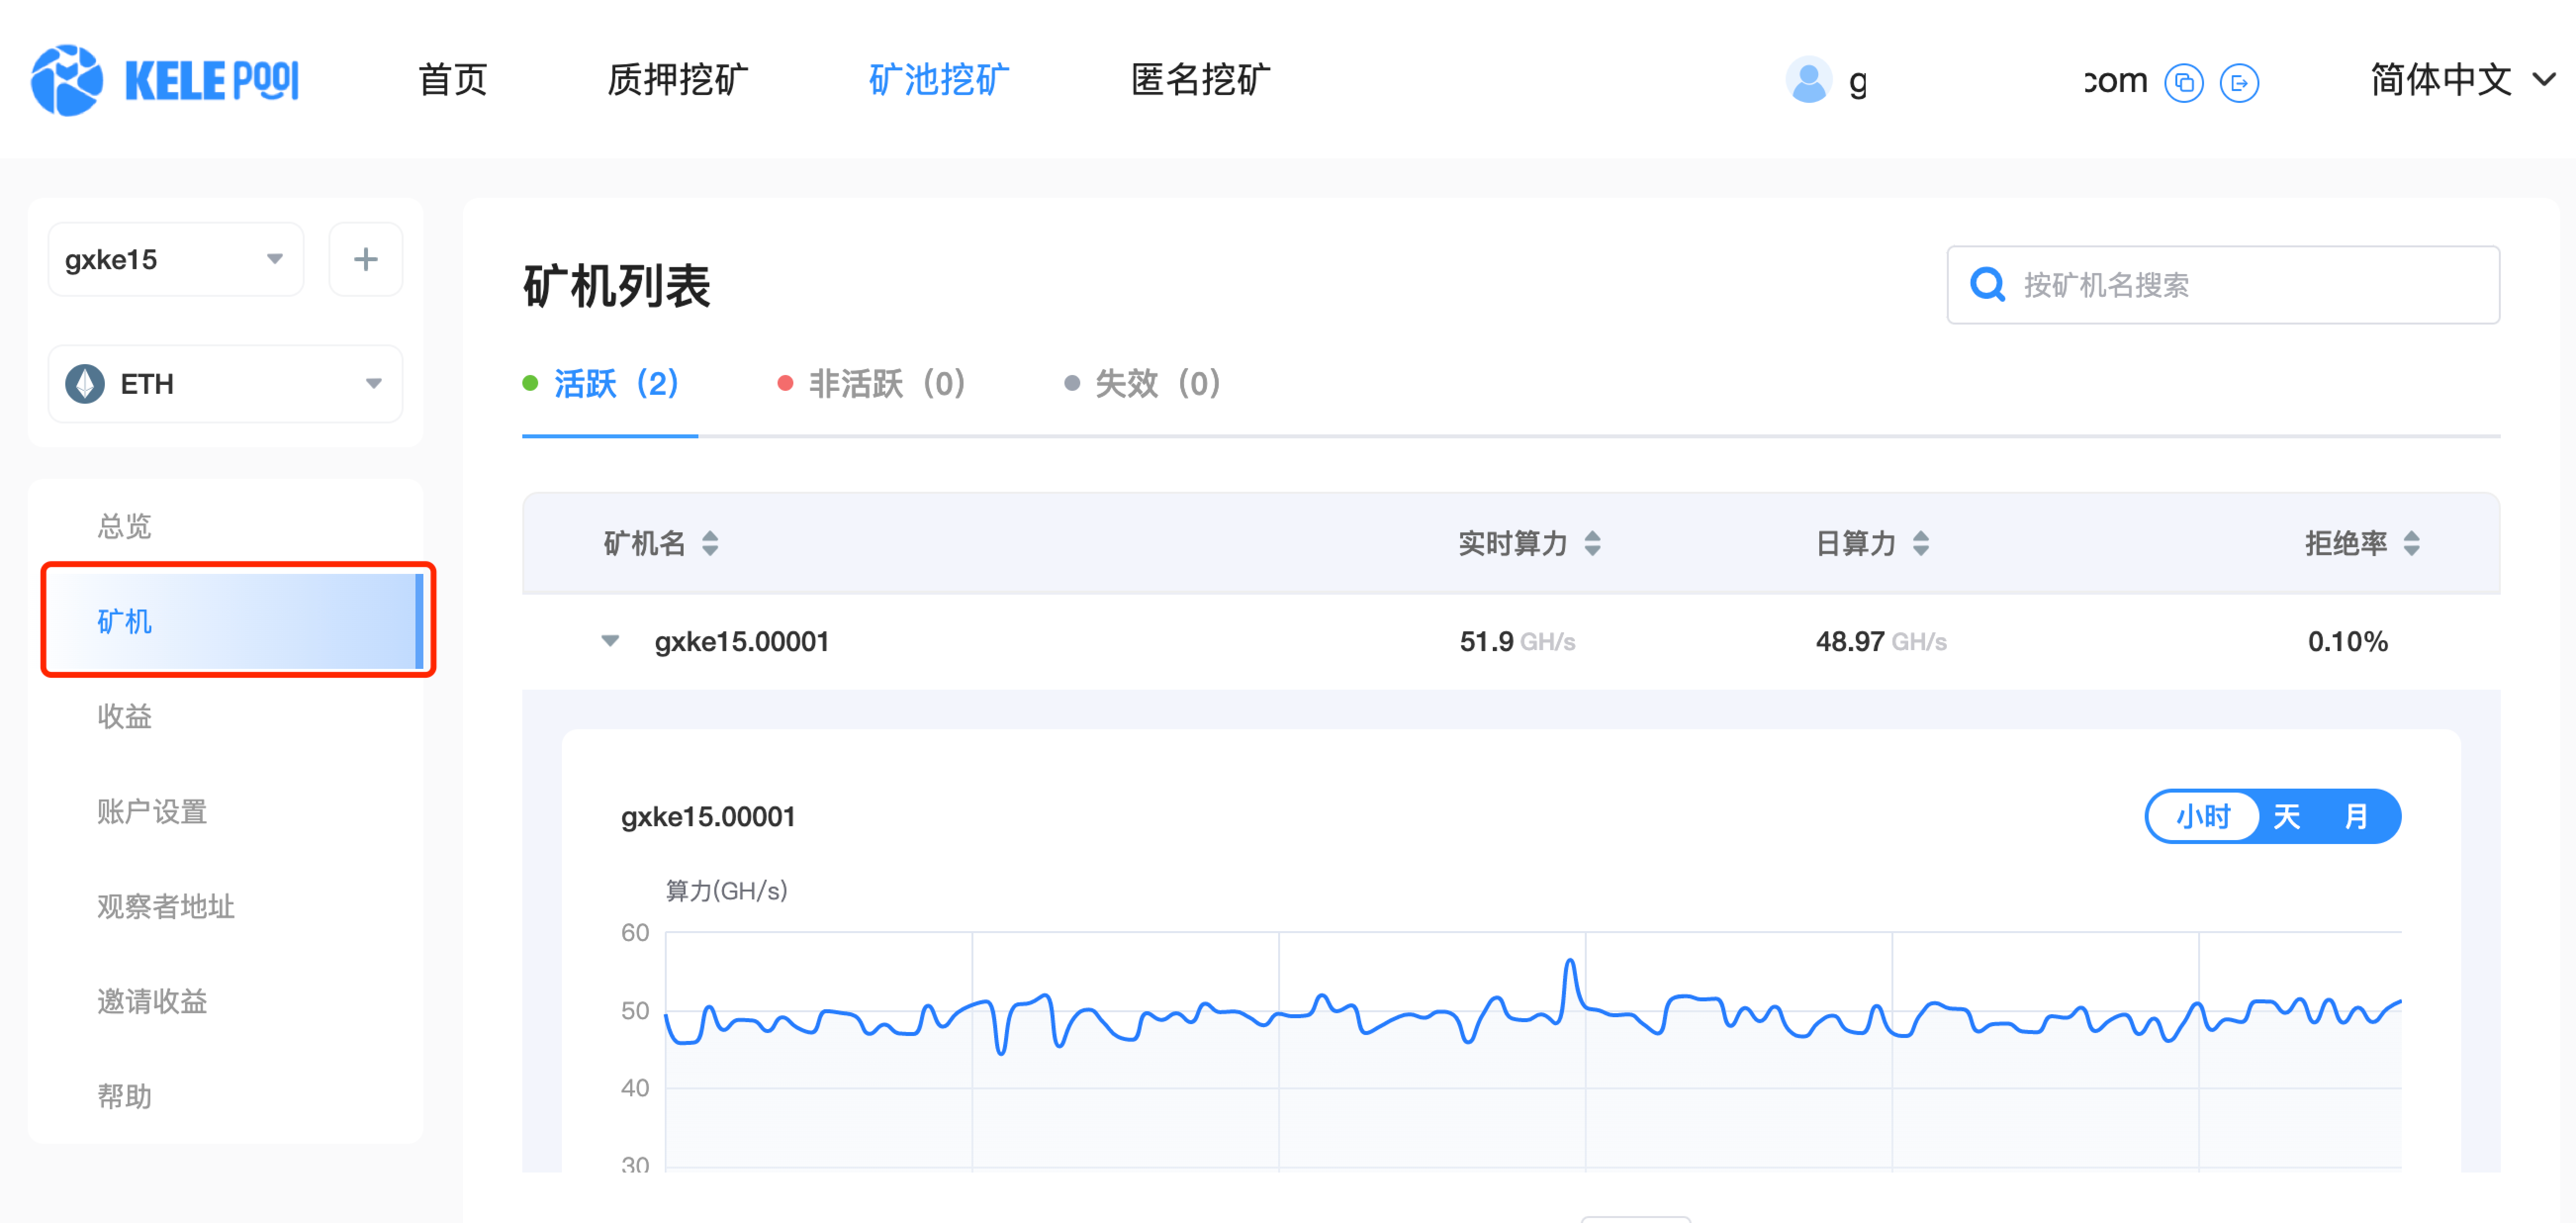 KELE POOl
首页
质押挖矿
矿池挖矿
匿名挖矿
g
com
简体中文
gxke15
+
ETH
总览
矿机
收益
账户设置
观察者地址
邀请收益
帮助
矿机列表
按矿机名搜索
活跃（2）
非活跃（0）
失效（0）
矿机名
实时算力
日算力
拒绝率
gxke15.00001
51.9 GH/s
48.97 GH/s
0.10%
gxke15.00001
小时
天
月
算力(GH/s)
60
50
40
30